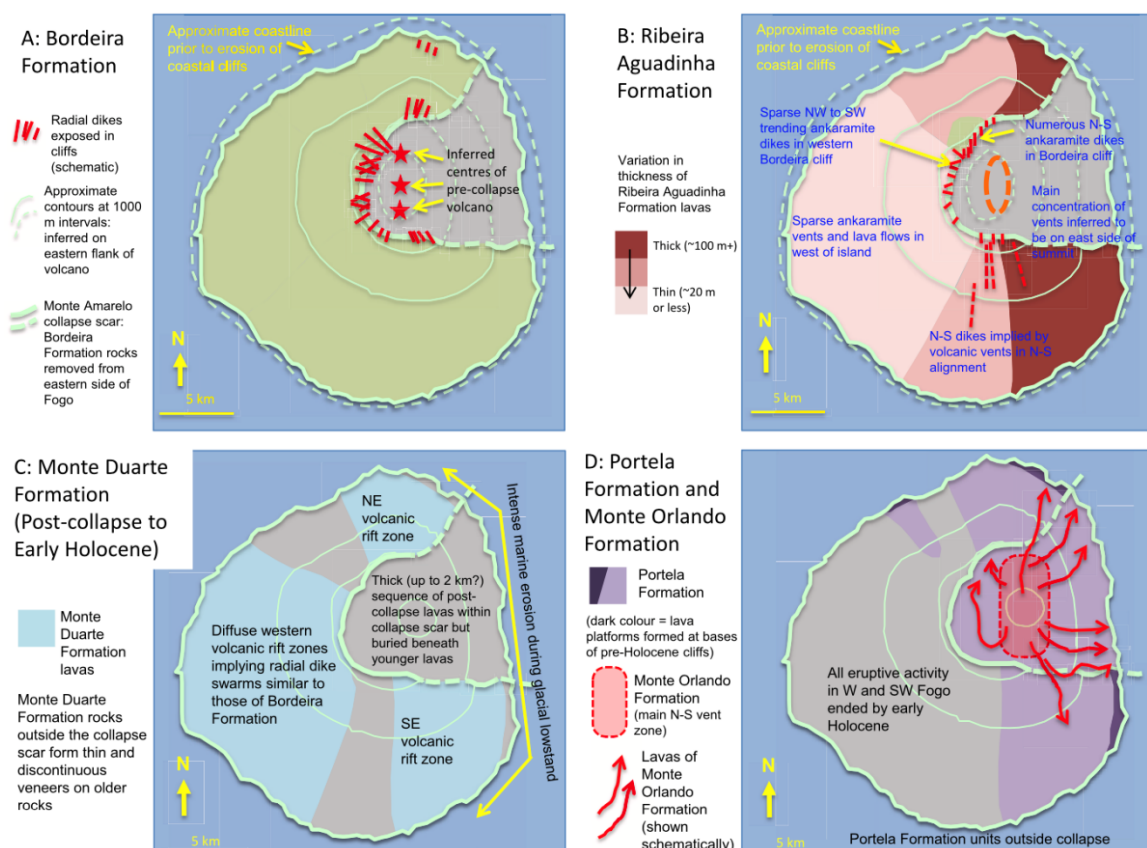 A: Bordeira
Formation
Radial dikes
exposed in
cliffs
(schematic)
Approximate
contours at 1000
m intervals:
inferred on
eastern flank of
volcano
Monte Amarelo
collapse scar:
Bordeira
Formation rocks
removed from
eastern side of
Fogo
N
5 km
Approximate coastline
prior to erosion of
coastal cliffs
Inferred
centres of
pre-collapse
volcano
B: Ribeira
Aguadinha
Formation
Variation in
thickness of
Ribeira Aguadinha
Formation lavas
Thick (~100 m+)
Thin (~20 m
or less)
N
5 km
Approximate coastline
prior to erosion of
coastal cliffs
Sparse NW to SW
trending ankaramite
dikes in western
Bordeira cliff
Numerous N-S
ankaramite dikes
in Bordeira cliff
Sparse ankaramite
vents and lava flows in
west of island
Main
concentration of
vents inferred to
be on east side of
summit
N-S dikes implied by
volcanic vents in N-S
alignment
C: Monte Duarte
Formation
(Post-collapse to
Early Holocene)
Monte
Duarte
Formation
lavas
Monte Duarte
Formation rocks
outside the collapse
scar form thin and
discontinuous
veneers on older
rocks
N
5 km
NE
volcanic
rift zone
Thick (up to 2 km?)
sequence of post-
collapse lavas within
collapse scar but
buried beneath
younger lavas
Diffuse western
volcanic rift zones
implying radial dike
swarms similar to
those of Bordeira
Formation
SE
volcanic
rift zone
Intense marine erosion during glacial lowstand
D: Portela
Formation and
Monte Orlando
Formation
Portela
Formation
(dark colour = lava
platforms formed at bases
of pre-Holocene cliffs)
Monte Orlando
Formation
(main N-S vent
zone)
Lavas of
Monte
Orlando
Formation
(shown
schematically)
N
5 km
All eruptive activity
in W and SW Fogo
ended by early
Holocene
Portela Formation units outside collapse